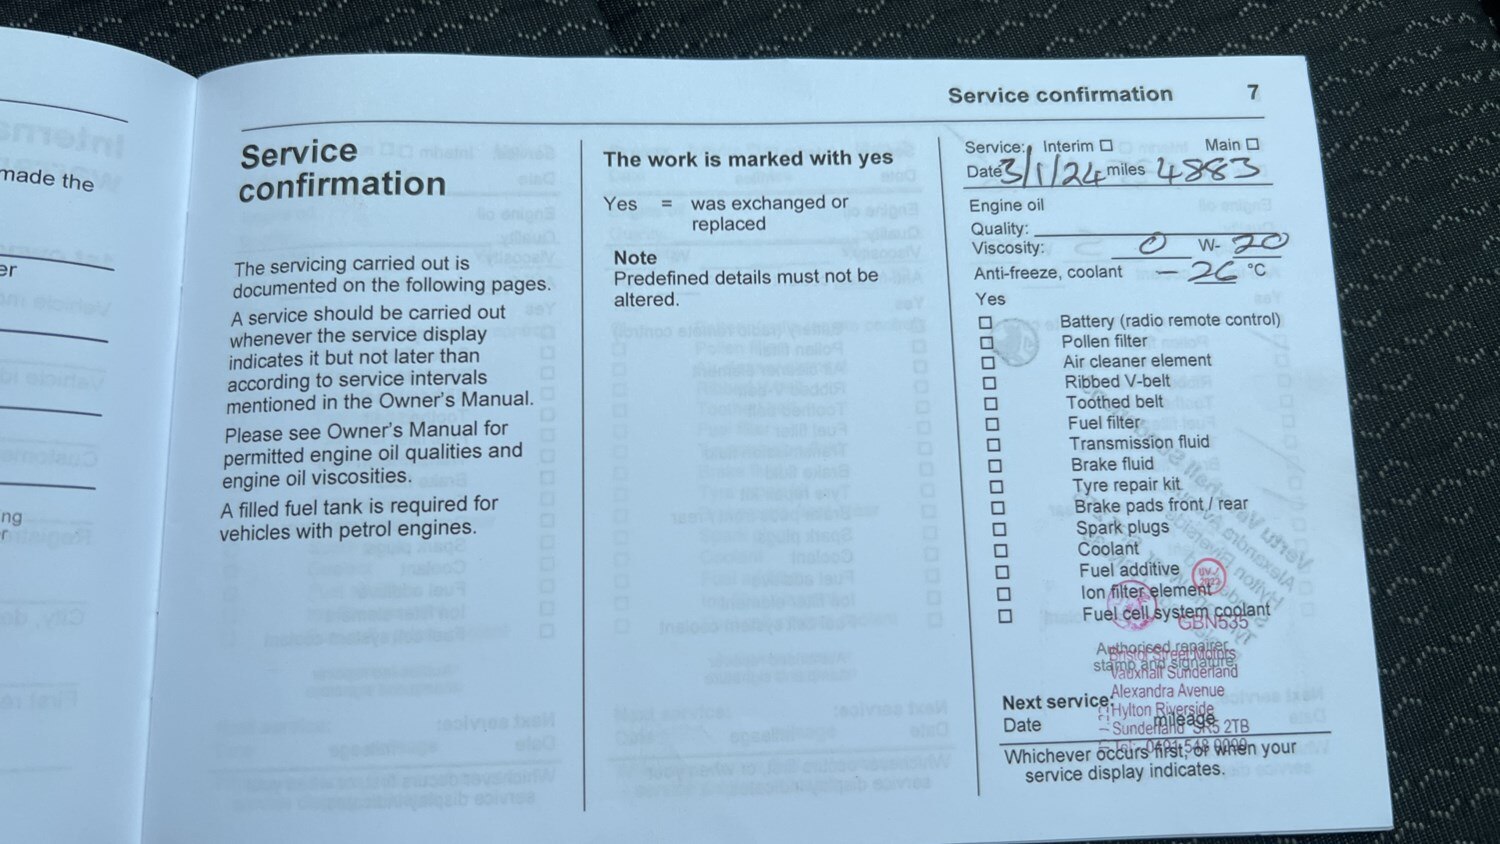 made the
er
ng
r
Service confirmation 7
Service
confirmation
The servicing carried out is
documented on the following pages.
A service should be carried out
whenever the service display
indicates it but not later than
according to service intervals
mentioned in the Owner's Manual.
Please see Owner's Manual for
permitted engine oil qualities and
engine oil viscosities.
A filled fuel tank is required for
vehicles with petrol engines.
The work is marked with yes
Yes = was exchanged or
replaced
Note
Predefined details must not be
altered.
Service: Interim ☐ Main ☐
Date 3/1/24 miles 4883
Engine oil
Quality:
Viscosity: 0 W- 20
Anti-freeze, coolant -26 °C
Yes
☐ Battery (radio remote control)
☐ Pollen filter
☐ Air cleaner element
☐ Ribbed V-belt
☐ Toothed belt
☐ Fuel filter
☐ Transmission fluid
☐ Brake fluid
☐ Tyre repair kit
☐ Brake pads front / rear
☐ Spark plugs
☐ Coolant
☐ Fuel additive
☐ Ion filter element
☐ Fuel cell system coolant
GBN535
Authorised repairer
stamp and signature
Bristol Street Motors
Vauxhall Sunderland
Alexandra Avenue
Hylton Riverside
Sunderland SR5 2TB
Next service:
Date mileage
Whichever occurs first, or when your
service display indicates.